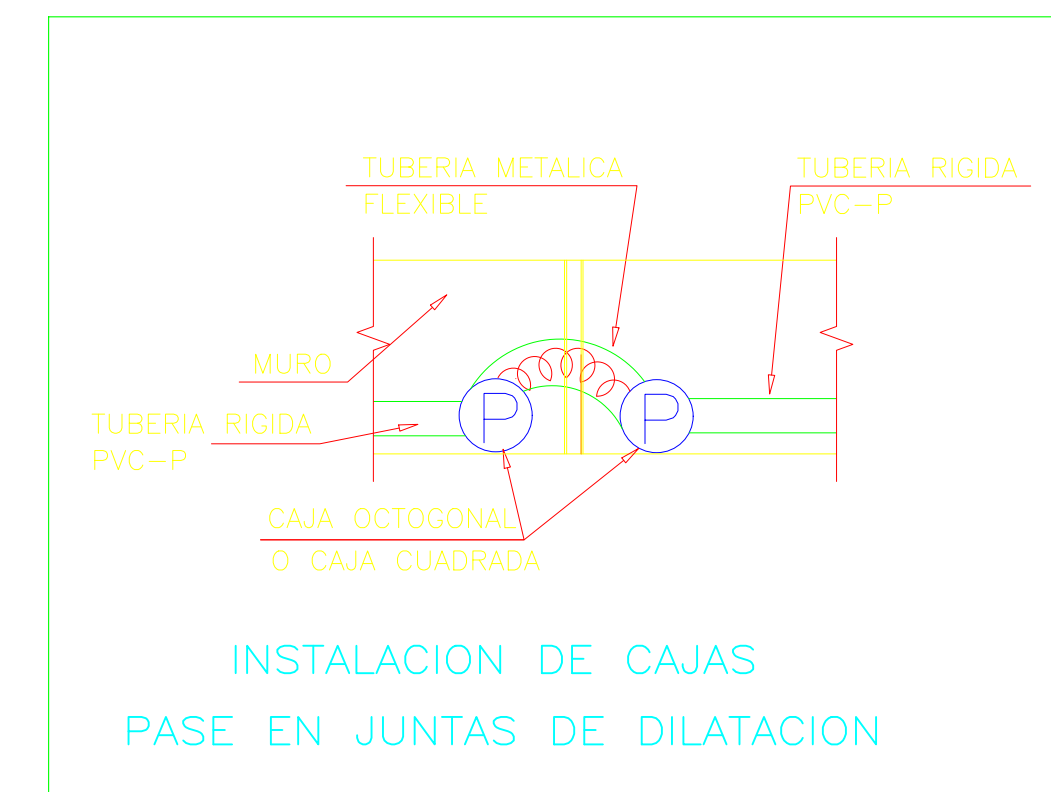 TUBERIA METALICA
FLEXIBLE
TUBERIA RIGIDA
PVC-P
MURO
TUBERIA RIGIDA
PVC-P
P
P
CAJA OCTOGONAL
O CAJA CUADRADA
INSTALACION DE CAJAS
PASE EN JUNTAS DE DILATACION